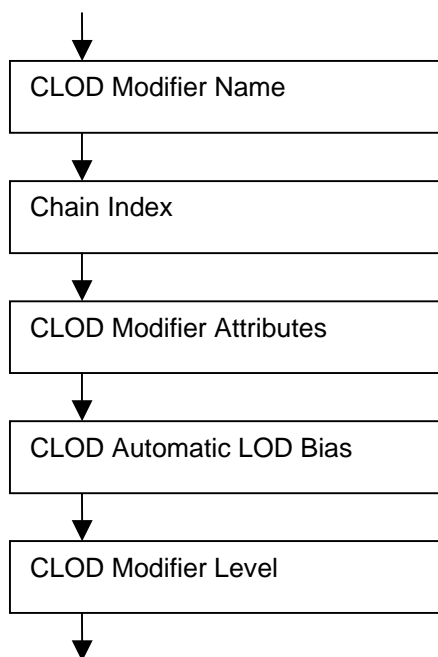 CLOD Modifier Name
Chain Index
CLOD Modifier Attributes
CLOD Automatic LOD Bias
CLOD Modifier Level